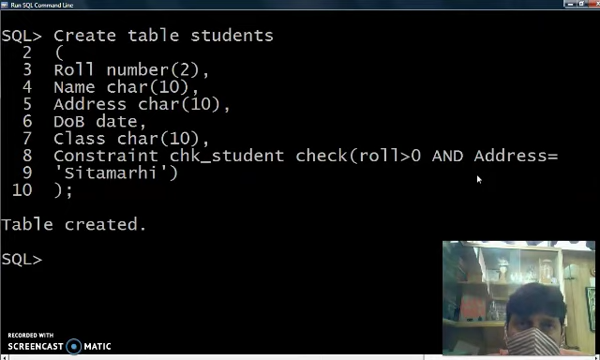 Run SQL Command Line
SQL> Create table students
2 (
3 Roll number(2),
4 Name char(10),
5 Address char(10),
6 DoB date,
7 Class char(10),
8 Constraint chk_student check(roll>0 AND Address=
9 'Sitamarhi')
10 );
Table created.
SQL>
RECORDED WITH
SCREENCAST MATIC